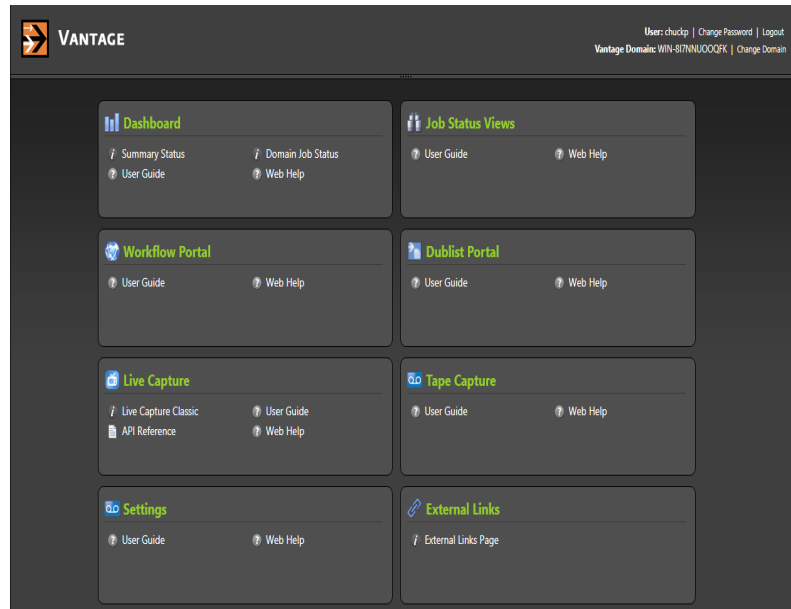 VANTAGE
User: chuckp | Change Password | Logout
Vantage Domain: WIN-8I7NNUOOQFK | Change Domain
Dashboard
Summary Status
Domain Job Status
User Guide
Web Help
Job Status Views
User Guide
Web Help
Workflow Portal
User Guide
Web Help
Dublist Portal
User Guide
Web Help
Live Capture
Live Capture Classic
User Guide
API Reference
Web Help
Tape Capture
User Guide
Web Help
Settings
User Guide
Web Help
External Links
External Links Page